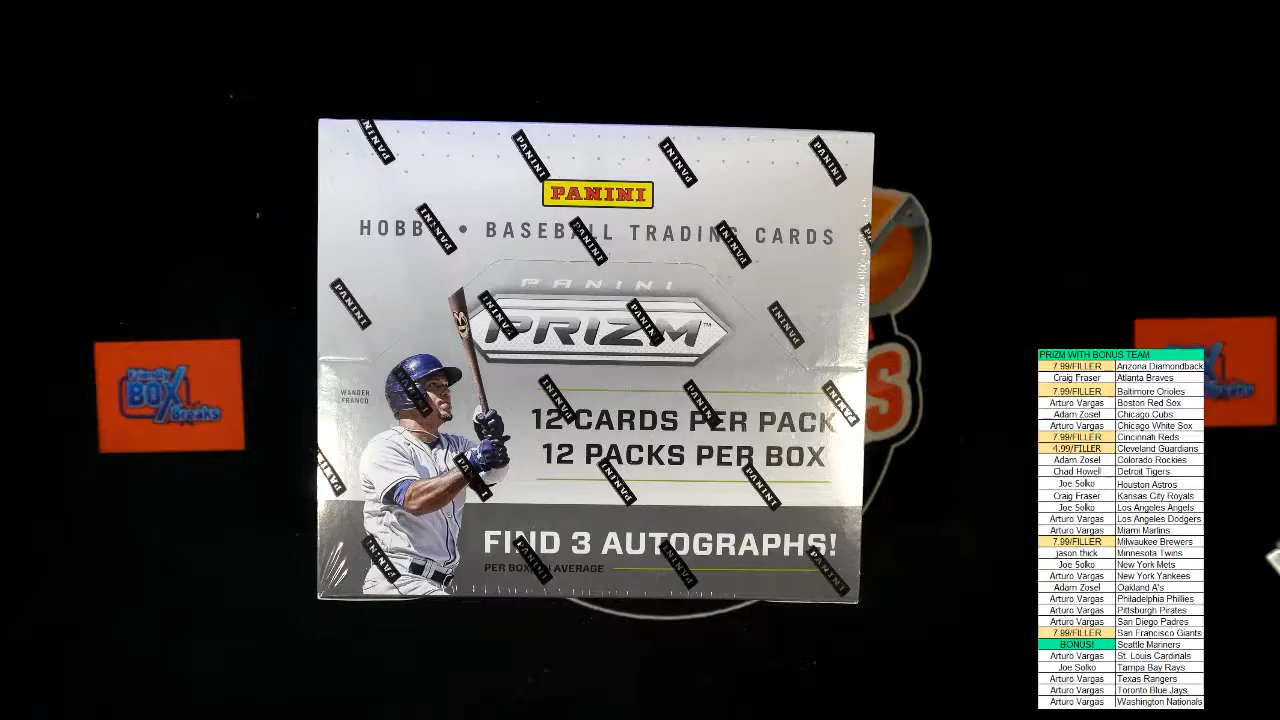 PANINI
HOBBY • BASEBALL TRADING CARDS
PANINI
PRIZM™
WANDER
FRANCO
12 CARDS PER PACK
12 PACKS PER BOX
FIND 3 AUTOGRAPHS!
PER BOX, ON AVERAGE
Friendly
BOX
Breaks
PRIZM WITH BONUS TEAM
7.99/FILLER Arizona Diamondback
Craig Fraser Atlanta Braves
7.99/FILLER Baltimore Orioles
Arturo Vargas Boston Red Sox
Adam Zosel Chicago Cubs
Arturo Vargas Chicago White Sox
7.99/FILLER Cincinnati Reds
4.99/FILLER Cleveland Guardians
Adam Zosel Colorado Rockies
Chad Howell Detroit Tigers
Joe Solko Houston Astros
Craig Fraser Kansas City Royals
Joe Solko Los Angeles Angels
Arturo Vargas Los Angeles Dodgers
Arturo Vargas Miami Marlins
7.99/FILLER Milwaukee Brewers
jason thick Minnesota Twins
Joe Solko New York Mets
Arturo Vargas New York Yankees
Adam Zosel Oakland A's
Arturo Vargas Philadelphia Phillies
Arturo Vargas Pittsburgh Pirates
Arturo Vargas San Diego Padres
7.99/FILLER San Francisco Giants
BONUS! Seattle Mariners
Arturo Vargas St. Louis Cardinals
Joe Solko Tampa Bay Rays
Arturo Vargas Texas Rangers
Arturo Vargas Toronto Blue Jays
Arturo Vargas Washington Nationals